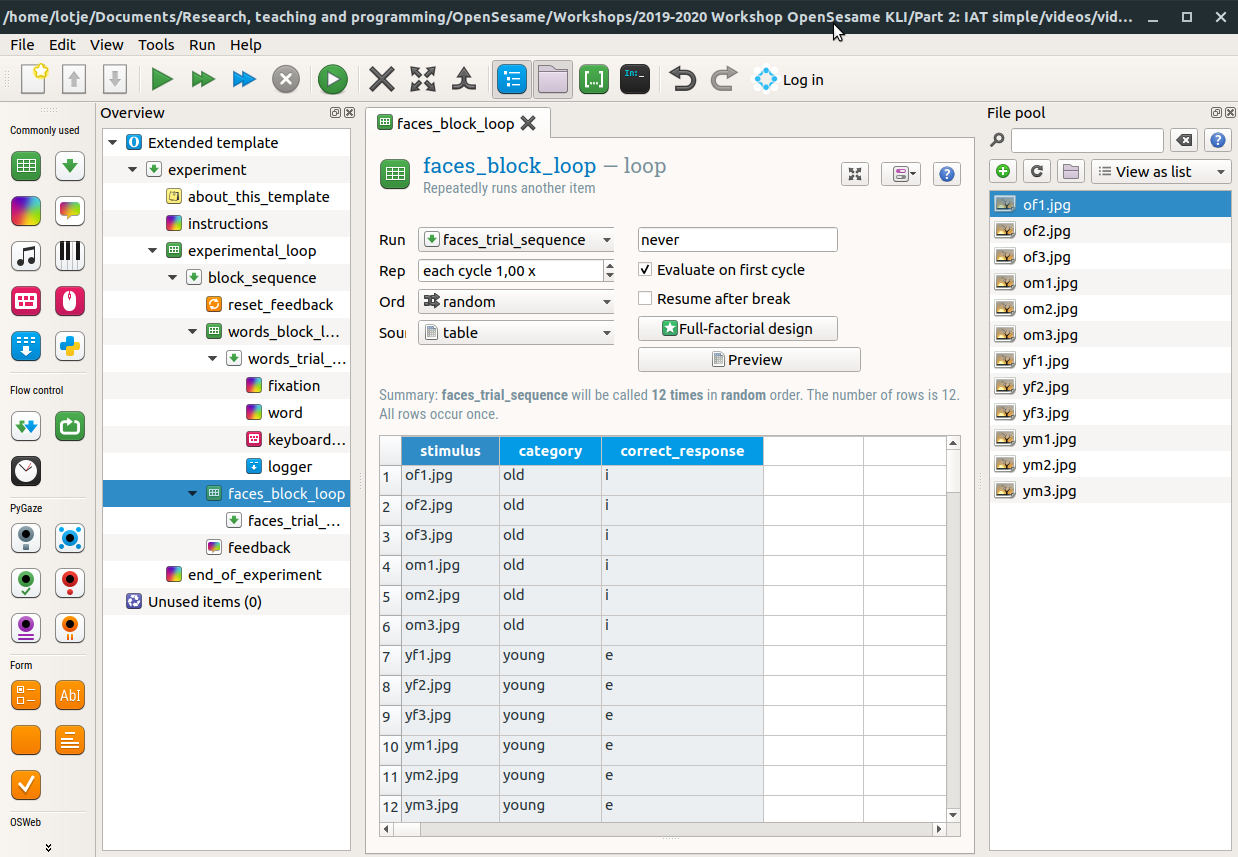 /home/lotje/Documents/Research, teaching and programming/OpenSesame/Workshops/2019-2020 Workshop OpenSesame KLI/Part 2: IAT simple/videos/vid...
File Edit View Tools Run Help
In:_
Log in
Commonly used
Flow control
PyGaze
Form
AbI
OSWeb
Overview
Extended template
experiment
about_this_template
instructions
experimental_loop
block_sequence
reset_feedback
words_block_l...
words_trial_...
fixation
word
keyboard...
logger
faces_block_loop
faces_trial_...
feedback
end_of_experiment
Unused items (0)
faces_block_loop
faces_block_loop – loop
Repeatedly runs another item
Run faces_trial_sequence never
Rep each cycle 1,00 x Evaluate on first cycle
Ord random Resume after break
Sour table Full-factorial design
Preview
Summary: faces_trial_sequence will be called 12 times in random order. The number of rows is 12.
All rows occur once.
stimulus category correct_response
1 of1.jpg old i
2 of2.jpg old i
3 of3.jpg old i
4 om1.jpg old i
5 om2.jpg old i
6 om3.jpg old i
7 yf1.jpg young e
8 yf2.jpg young e
9 yf3.jpg young e
10 ym1.jpg young e
11 ym2.jpg young e
12 ym3.jpg young e
File pool
View as list
of1.jpg
of2.jpg
of3.jpg
om1.jpg
om2.jpg
om3.jpg
yf1.jpg
yf2.jpg
yf3.jpg
ym1.jpg
ym2.jpg
ym3.jpg